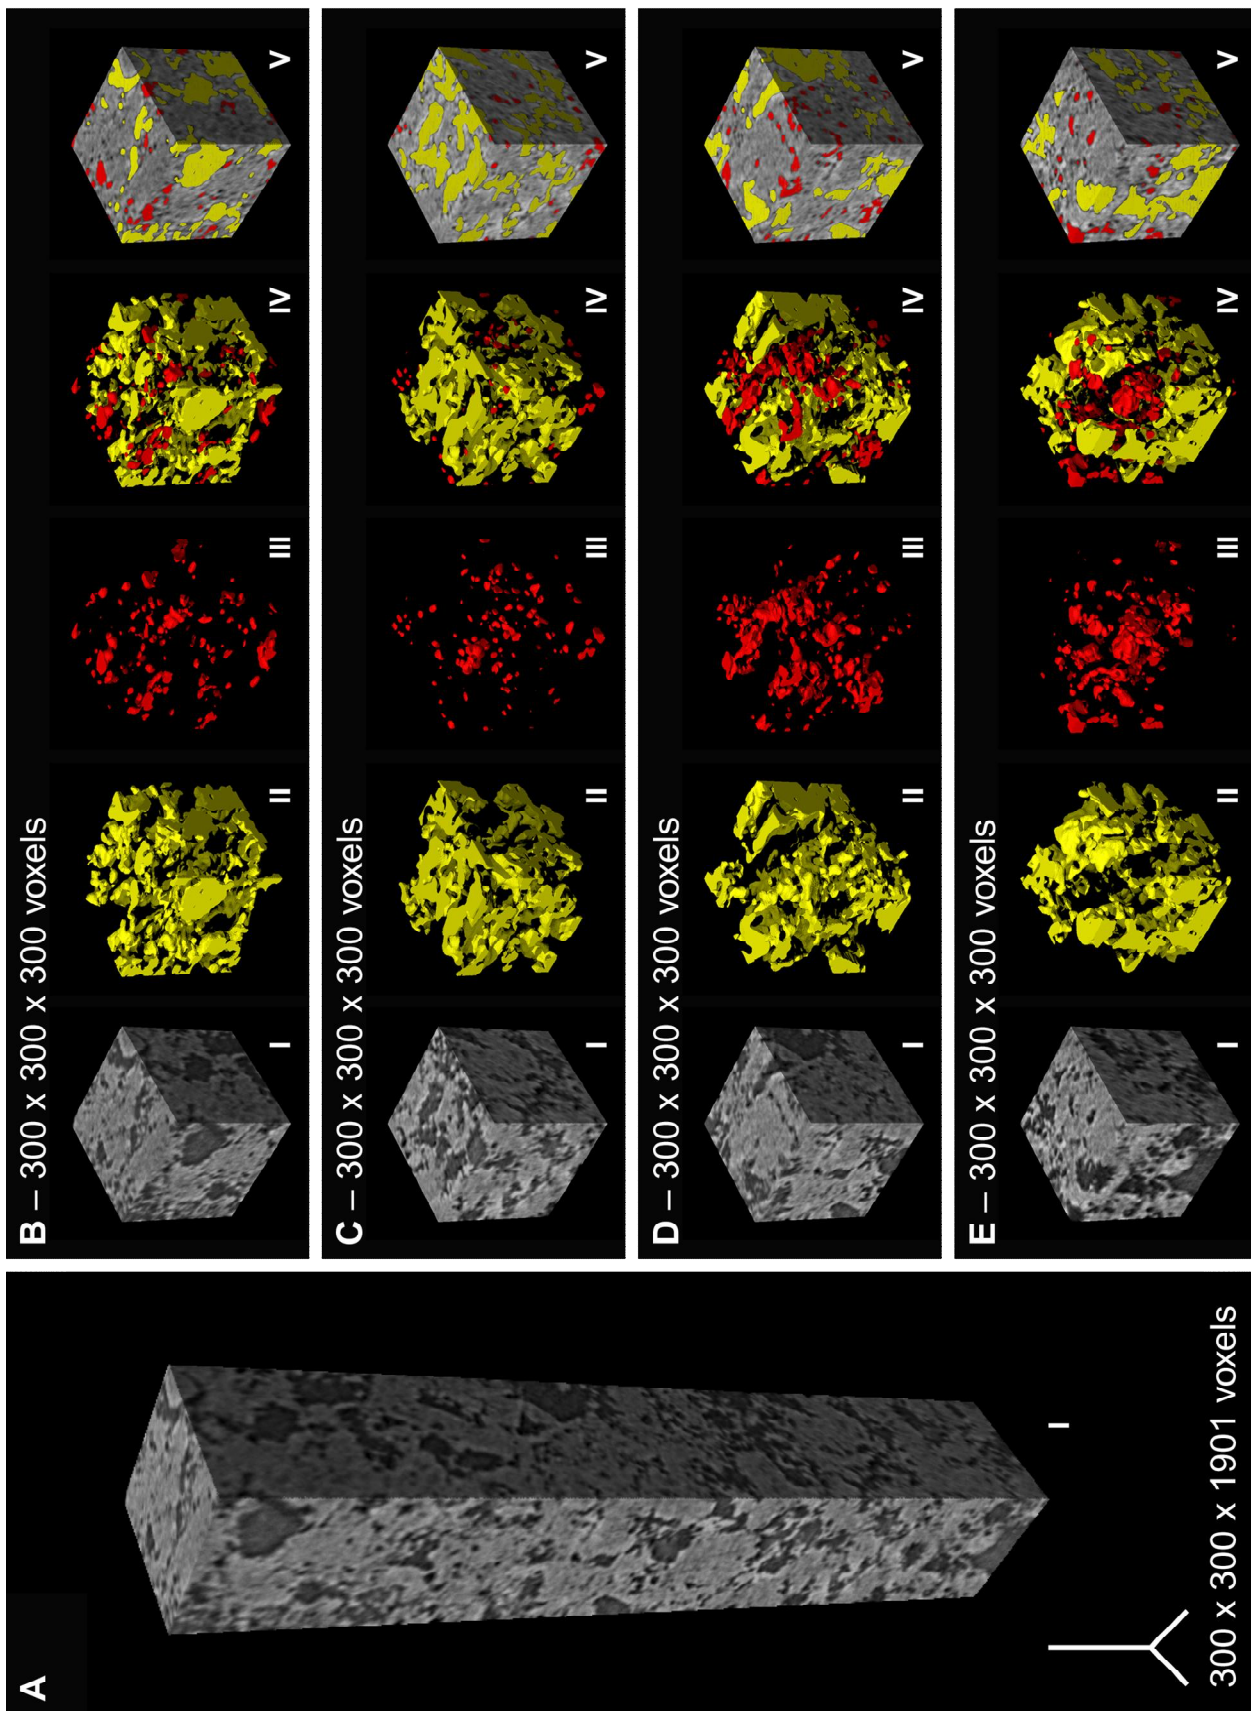 A
I
300 x 300 x 1901 voxels
B – 300 x 300 x 300 voxels
I
II
III
IV
V
C – 300 x 300 x 300 voxels
I
II
III
IV
V
D – 300 x 300 x 300 voxels
I
II
III
IV
V
E – 300 x 300 x 300 voxels
I
II
III
IV
V